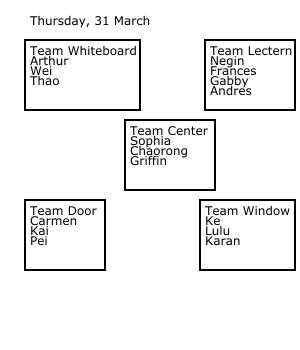 Thursday, 31 March
Team Whiteboard
Arthur
Wei
Thao
Team Lectern
Negin
Frances
Gabby
Andres
Team Center
Sophia
Chaorong
Griffin
Team Door
Carmen
Kai
Pei
Team Window
Ke
Lulu
Karan